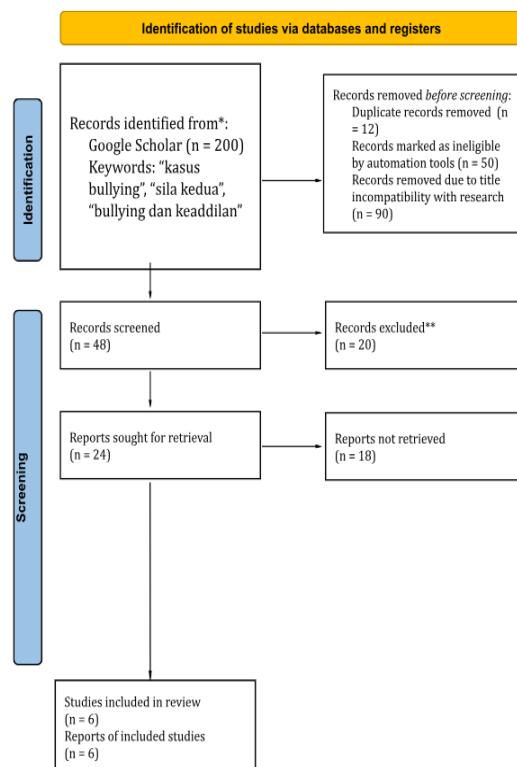 Identification of studies via databases and registers
Identification
Records identified from*:
Google Scholar (n = 200)
Keywords: “kasus
bullying”, “sila kedua”,
“bullying dan keaddilan”
Records removed before screening:
Duplicate records removed (n
= 12)
Records marked as ineligible
by automation tools (n = 50)
Records removed due to title
incompatibility with research
(n = 90)
Screening
Records screened
(n = 48)
Records excluded**
(n = 20)
Reports sought for retrieval
(n = 24)
Reports not retrieved
(n = 18)
Studies included in review
(n = 6)
Reports of included studies
(n = 6)